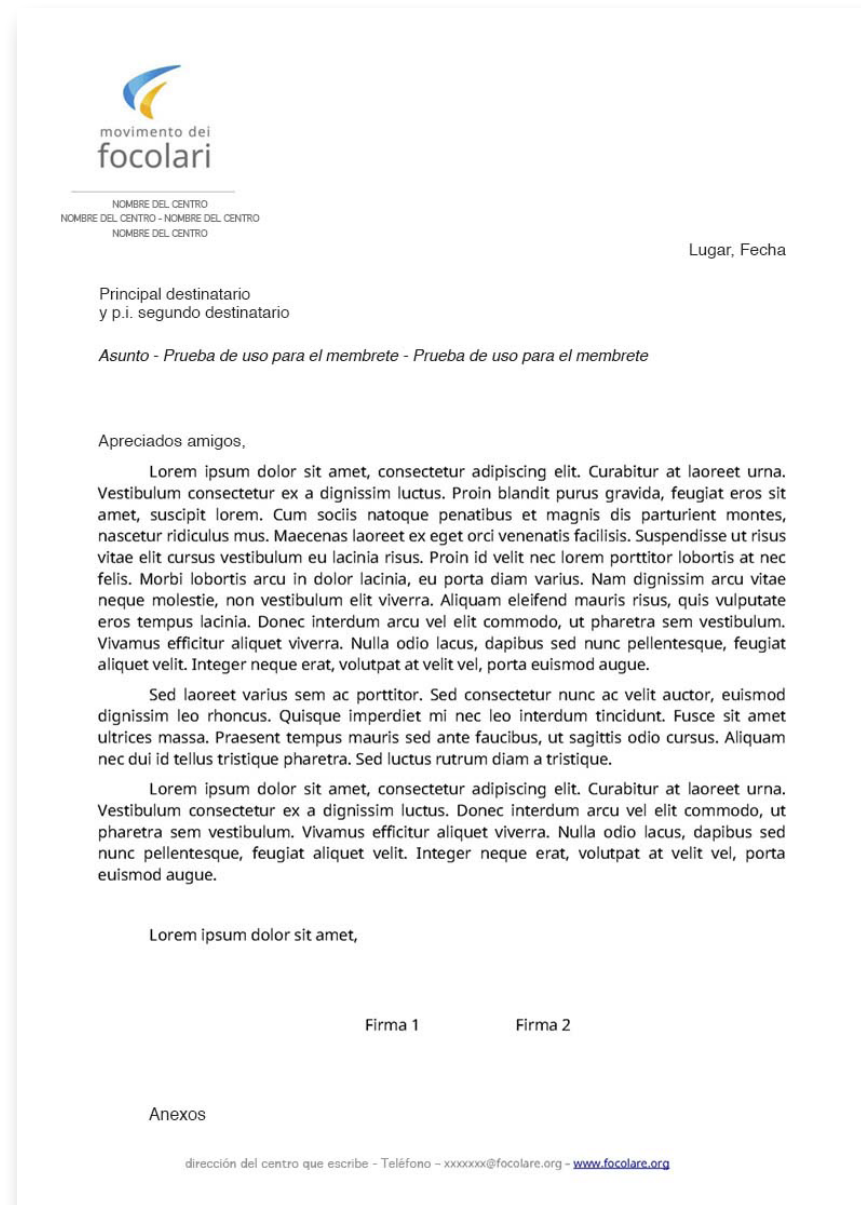 movimento dei
focolari
NOMBRE DEL CENTRO
NOMBRE DEL CENTRO - NOMBRE DEL CENTRO
NOMBRE DEL CENTRO
Lugar, Fecha
Principal destinatario
y p.i. segundo destinatario
Asunto - Prueba de uso para el membrete - Prueba de uso para el membrete
Apreciados amigos,
Lorem ipsum dolor sit amet, consectetur adipiscing elit. Curabitur at laoreet urna.
Vestibulum consectetur ex a dignissim luctus. Proin blandit purus gravida, feugiat eros sit
amet, suscipit lorem. Cum sociis natoque penatibus et magnis dis parturient montes,
nascetur ridiculus mus. Maecenas laoreet ex eget orci venenatis facilisis. Suspendisse ut risus
vitae elit cursus vestibulum eu lacinia risus. Proin id velit nec lorem porttitor lobortis at nec
felis. Morbi lobortis arcu in dolor lacinia, eu porta diam varius. Nam dignissim arcu vitae
neque molestie, non vestibulum elit viverra. Aliquam eleifend mauris risus, quis vulputate
eros tempus lacinia. Donec interdum arcu vel elit commodo, ut pharetra sem vestibulum.
Vivamus efficitur aliquet viverra. Nulla odio lacus, dapibus sed nunc pellentesque, feugiat
aliquet velit. Integer neque erat, volutpat at velit vel, porta euismod augue.
Sed laoreet varius sem ac porttitor. Sed consectetur nunc ac velit auctor, euismod
dignissim leo rhoncus. Quisque imperdiet mi nec leo interdum tincidunt. Fusce sit amet
ultrices massa. Praesent tempus mauris sed ante faucibus, ut sagittis odio cursus. Aliquam
nec dui id tellus tristique pharetra. Sed luctus rutrum diam a tristique.
Lorem ipsum dolor sit amet, consectetur adipiscing elit. Curabitur at laoreet urna.
Vestibulum consectetur ex a dignissim luctus. Donec interdum arcu vel elit commodo, ut
pharetra sem vestibulum. Vivamus efficitur aliquet viverra. Nulla odio lacus, dapibus sed
nunc pellentesque, feugiat aliquet velit. Integer neque erat, volutpat at velit vel, porta
euismod augue.
Lorem ipsum dolor sit amet,
Firma 1 Firma 2
Anexos
dirección del centro que escribe - Teléfono – xxxxxxx@focolare.org - www.focolare.org